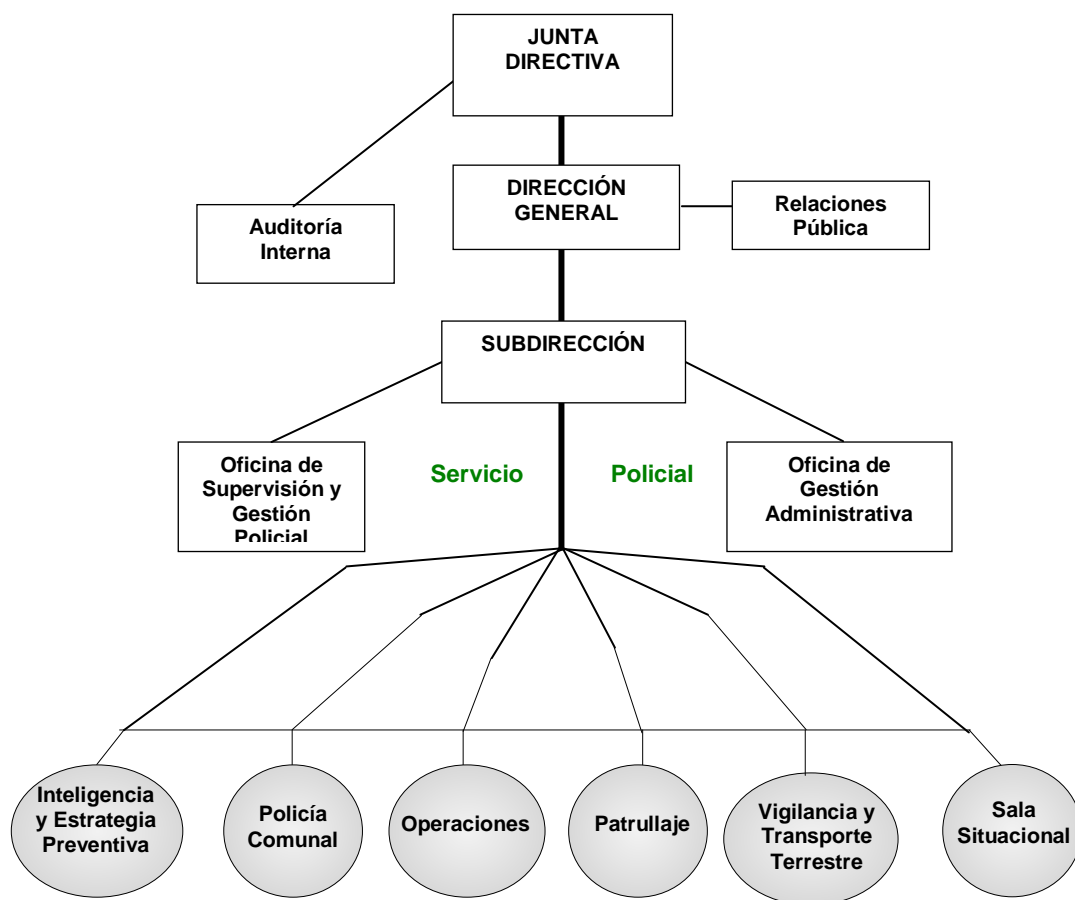 JUNTA
DIRECTIVA
DIRECCIÓN
GENERAL
Relaciones
Pública
Auditoría
Interna
SUBDIRECCIÓN
Oficina de
Supervisión y
Gestión
Policial
Servicio
Policial
Oficina de
Gestión
Administrativa
Inteligencia
y Estrategia
Preventiva
Policía
Comunal
Operaciones
Patrullaje
Vigilancia y
Transporte
Terrestre
Sala
Situacional